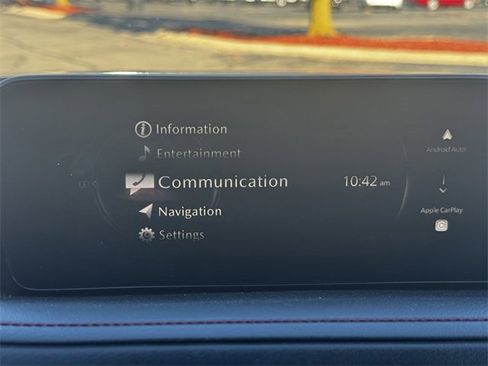 Information
Entertainment
Communication 10:42 am
Navigation
Settings
Android Auto
Apple CarPlay